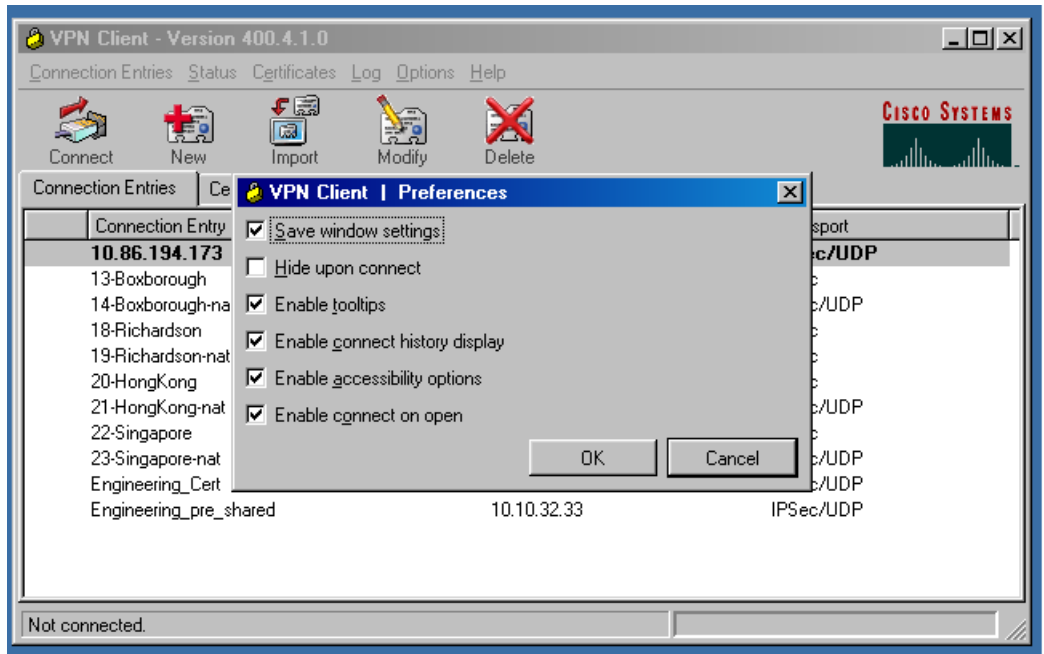 VPN Client - Version 400.4.1.0
Connection Entries Status Certificates Log Options Help
CISCO SYSTEMS
Connect New Import Modify Delete
Connection Entries Ce
VPN Client | Preferences
Connection Entry sport
Save window settings
10.86.194.173 ec/UDP
Hide upon connect
13-Boxborough
Enable tooltips
14-Boxborough-na c/UDP
18-Richardson
Enable connect history display
19-Richardson-nat
Enable accessibility options
20-HongKong
21-HongKong-nat c/UDP
Enable connect on open
22-Singapore
OK Cancel
23-Singapore-nat c/UDP
Engineering_Cert c/UDP
Engineering_pre_shared 10.10.32.33 IPSec/UDP
Not connected.